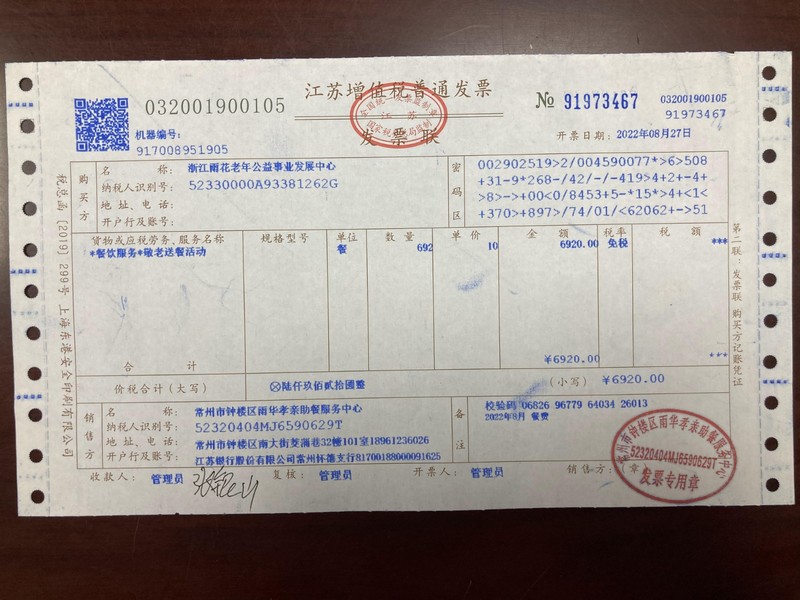 江苏增值税普通发票
发票联
032001900105
№ 91973467
032001900105
91973467
机器编号:
917008951905
开票日期: 2022年08月27日
购买方
名称: 浙江雨花老年公益事业发展中心
纳税人识别号: 52330000A93381262G
地址、电话:
开户行及账号:
密码区
002902519>2/004590077*>6>508
+31-9*268-/42/-/-419>4+2+-4+
>8>->+00<0/8453+5-*15*>4+<1<
+370>+897>/74/01/<62062+->51
货物或应税劳务、服务名称 规格型号 单位 数量 单价 金额 税率 税额
*餐饮服务*敬老送餐活动 餐 692 10 6920.00 免税 ***
合计 ¥6920.00 ***
价税合计(大写) ⊗陆仟玖佰贰拾圆整 (小写) ¥6920.00
销售方
名称: 常州市钟楼区雨华孝亲助餐服务中心
纳税人识别号: 52320404MJ6590629T
地址、电话: 常州市钟楼区南大街蒌蒲巷32幢101室18961236026
开户行及账号: 江苏银行股份有限公司常州怀德支行81700188000091625
备注
校验码 06826 96779 64034 26013
2022年8月 餐费
收款人: 管理员 复核: 管理员 开票人: 管理员 销售方: (章)
税总函〔2019〕299号 上海东港安全印刷有限公司
第二联:发票联 购买方记账凭证
常州市钟楼区雨华孝亲助餐服务中心
52320404MJ6590629T
发票专用章